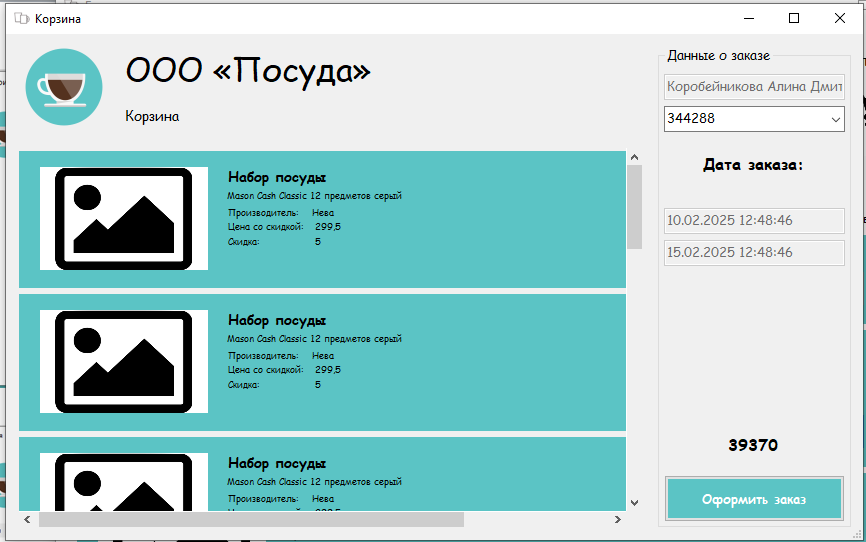 Корзина
ООО «Посуда»
Корзина
Набор посуды
Mason Cash Classic 12 предметов серый
Производитель: Нева
Цена со скидкой: 299,5
Скидка: 5
Набор посуды
Mason Cash Classic 12 предметов серый
Производитель: Нева
Цена со скидкой: 299,5
Скидка: 5
Набор посуды
Mason Cash Classic 12 предметов серый
Производитель: Нева
Данные о заказе
Коробейникова Алина Дмит
344288
Дата заказа:
10.02.2025 12:48:46
15.02.2025 12:48:46
39370
Оформить заказ